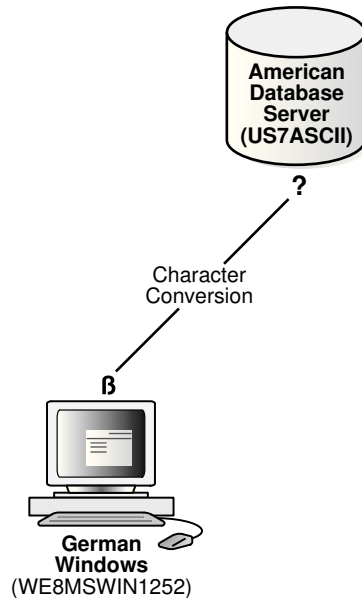 American
Database
Server
(US7ASCII)
?
Character
Conversion
ß
German
Windows
(WE8MSWIN1252)